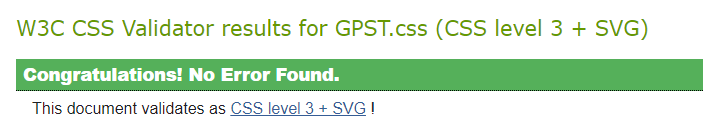 W3C CSS Validator results for GPST.css (CSS level 3 + SVG)
Congratulations! No Error Found.
This document validates as CSS level 3 + SVG !